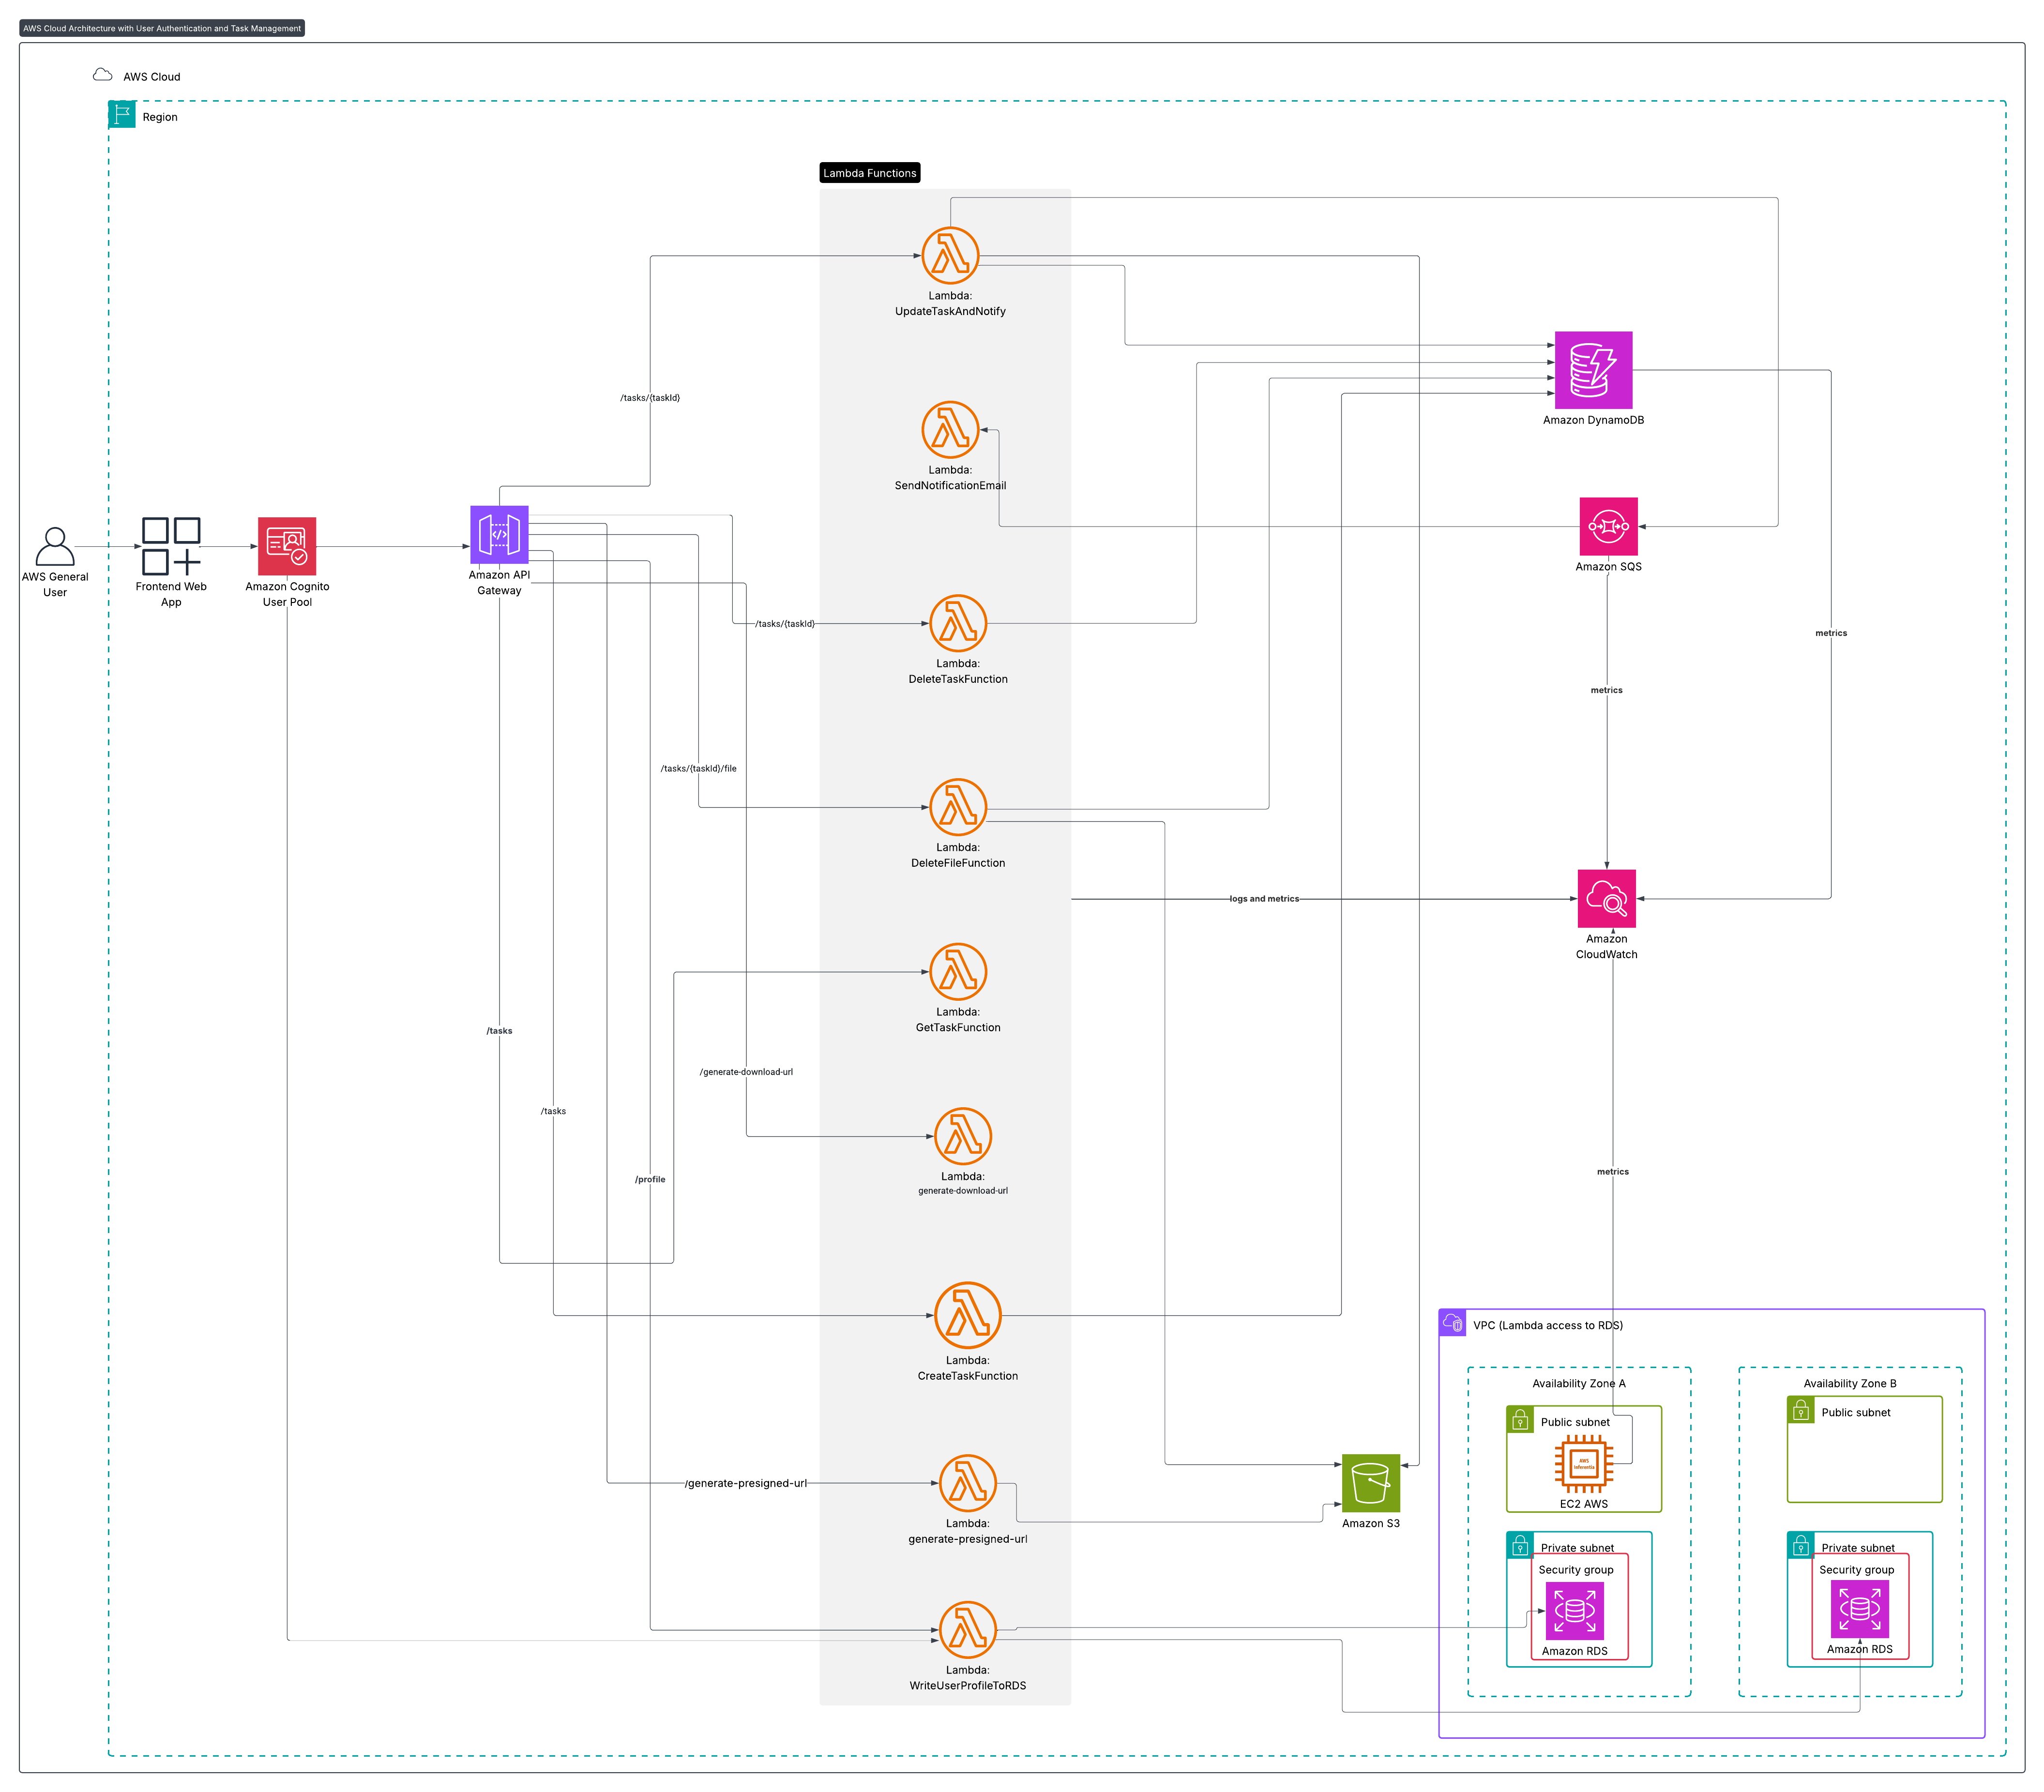 AWS Cloud Architecture with User Authentication and Task Management
AWS Cloud
Region
Lambda Functions
Lambda:
UpdateTaskAndNotify
/tasks/{taskId}
Amazon DynamoDB
Lambda:
SendNotificationEmail
AWS General
User
Frontend Web
App
Amazon Cognito
User Pool
Amazon API
Gateway
Amazon SQS
/tasks/{taskId}
metrics
Lambda:
DeleteTaskFunction
metrics
/tasks/{taskId}/file
Lambda:
DeleteFileFunction
logs and metrics
Amazon
CloudWatch
Lambda:
GetTaskFunction
/tasks
/generate-download-url
/tasks
Lambda:
generate-download-url
/profile
metrics
VPC (Lambda access to RDS)
Lambda:
CreateTaskFunction
Availability Zone A
Availability Zone B
Public subnet
Public subnet
AWS
Inferentia
EC2 AWS
/generate-presigned-url
Lambda:
generate-presigned-url
Amazon S3
Private subnet
Private subnet
Security group
Security group
Amazon RDS
Amazon RDS
Lambda:
WriteUserProfileToRDS